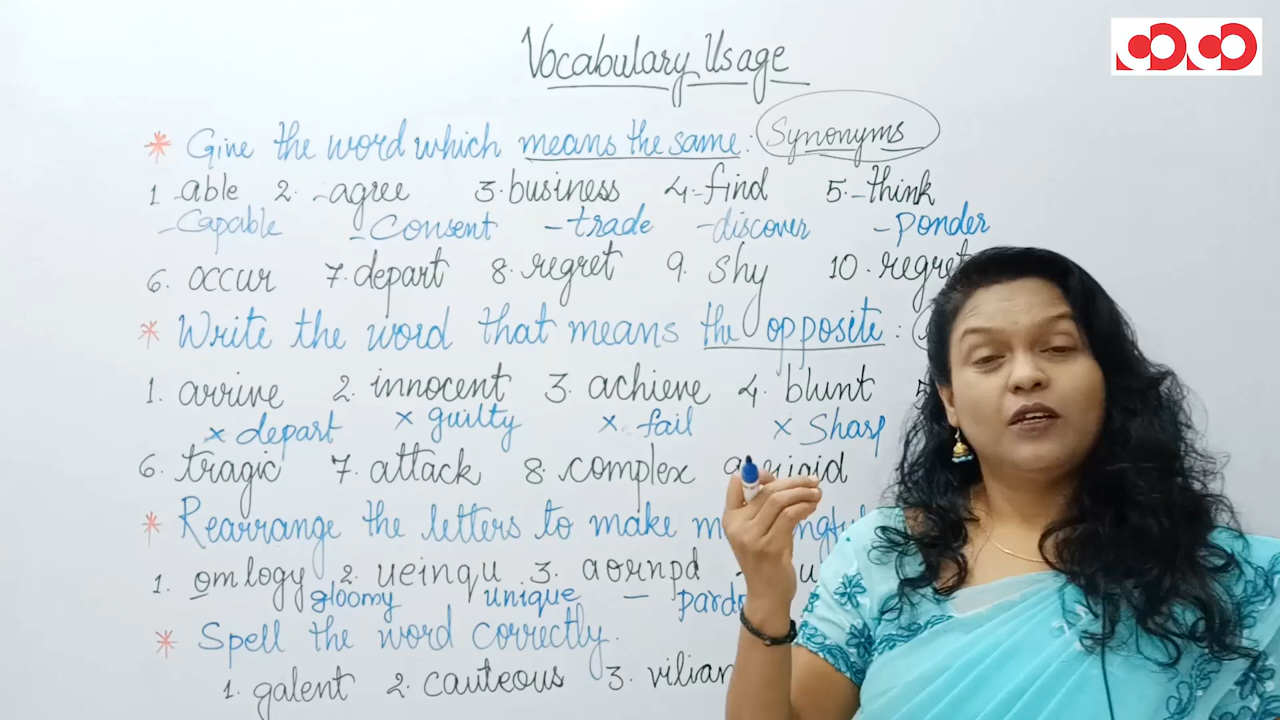 Vocabulary Usage
* Give the word which means the same: Synonyms
1. able 2. agree 3. business 4. find 5. think
- Capable - Consent - trade - discover - Ponder
6. occur 7. depart 8. regret 9. shy 10. regret
* Write the word that means the opposite:
1. arrive 2. innocent 3. achieve 4. blunt
x depart x guilty x fail x Sharp
6. tragic 7. attack 8. complex
* Rearrange the letters to make
1. omlogy 2. ueinqu 3. aornpd
gloomy unique -
* Spell the word correctly.
1. galent 2. cauteous 3. vilian